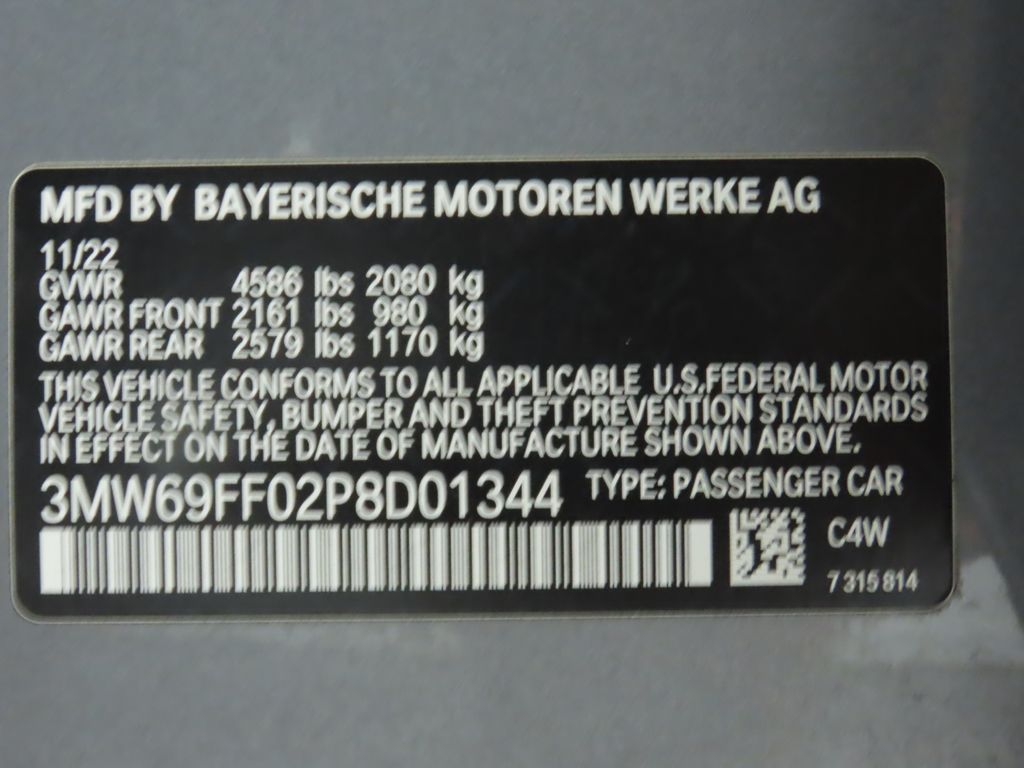 MFD BY BAYERISCHE MOTOREN WERKE AG
11/22
GVWR 4586 lbs 2080 kg
GAWR FRONT 2161 lbs 980 kg
GAWR REAR 2579 lbs 1170 kg
THIS VEHICLE CONFORMS TO ALL APPLICABLE U.S.FEDERAL MOTOR
VEHICLE SAFETY, BUMPER AND THEFT PREVENTION STANDARDS
IN EFFECT ON THE DATE OF MANUFACTURE SHOWN ABOVE.
3MW69FF02P8D01344 TYPE: PASSENGER CAR
C4W
7 315 814